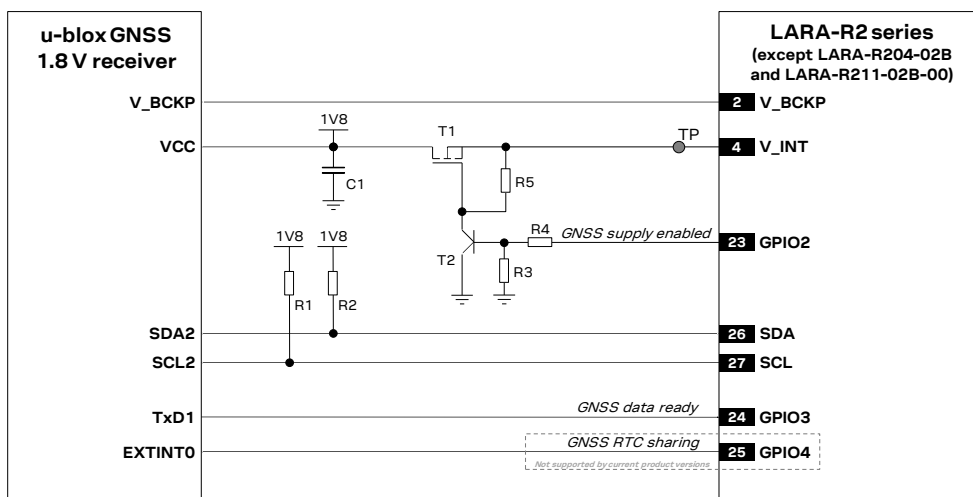 u-blox GNSS
1.8 V receiver
LARA-R2 series
(except LARA-R204-02B
and LARA-R211-02B-00)
V_BCKP
2 V_BCKP
1V8
T1
TP
VCC
4 V_INT
C1
R5
1V8
1V8
R4
GNSS supply enabled
23 GPIO2
T2
R3
R1
R2
SDA2
26 SDA
SCL2
27 SCL
GNSS data ready
TxD1
24 GPIO3
GNSS RTC sharing
EXTINT0
25 GPIO4
Not supported by current product versions